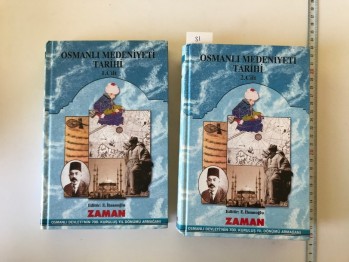 OSMANLI MEDENİYETİ
TARİHİ
1.Cilt
Editör: E. İhsanoğlu
ZAMAN
OSMANLI DEVLETİ'NİN 700. KURULUŞ YIL DÖNÜMÜ ARMAĞANI
OSMANLI MEDENİYETİ
TARİHİ
2.Cilt
Editör: E. İhsanoğlu
ZAMAN
OSMANLI DEVLETİ'NİN 700. KURULUŞ YIL DÖNÜMÜ ARMAĞANI